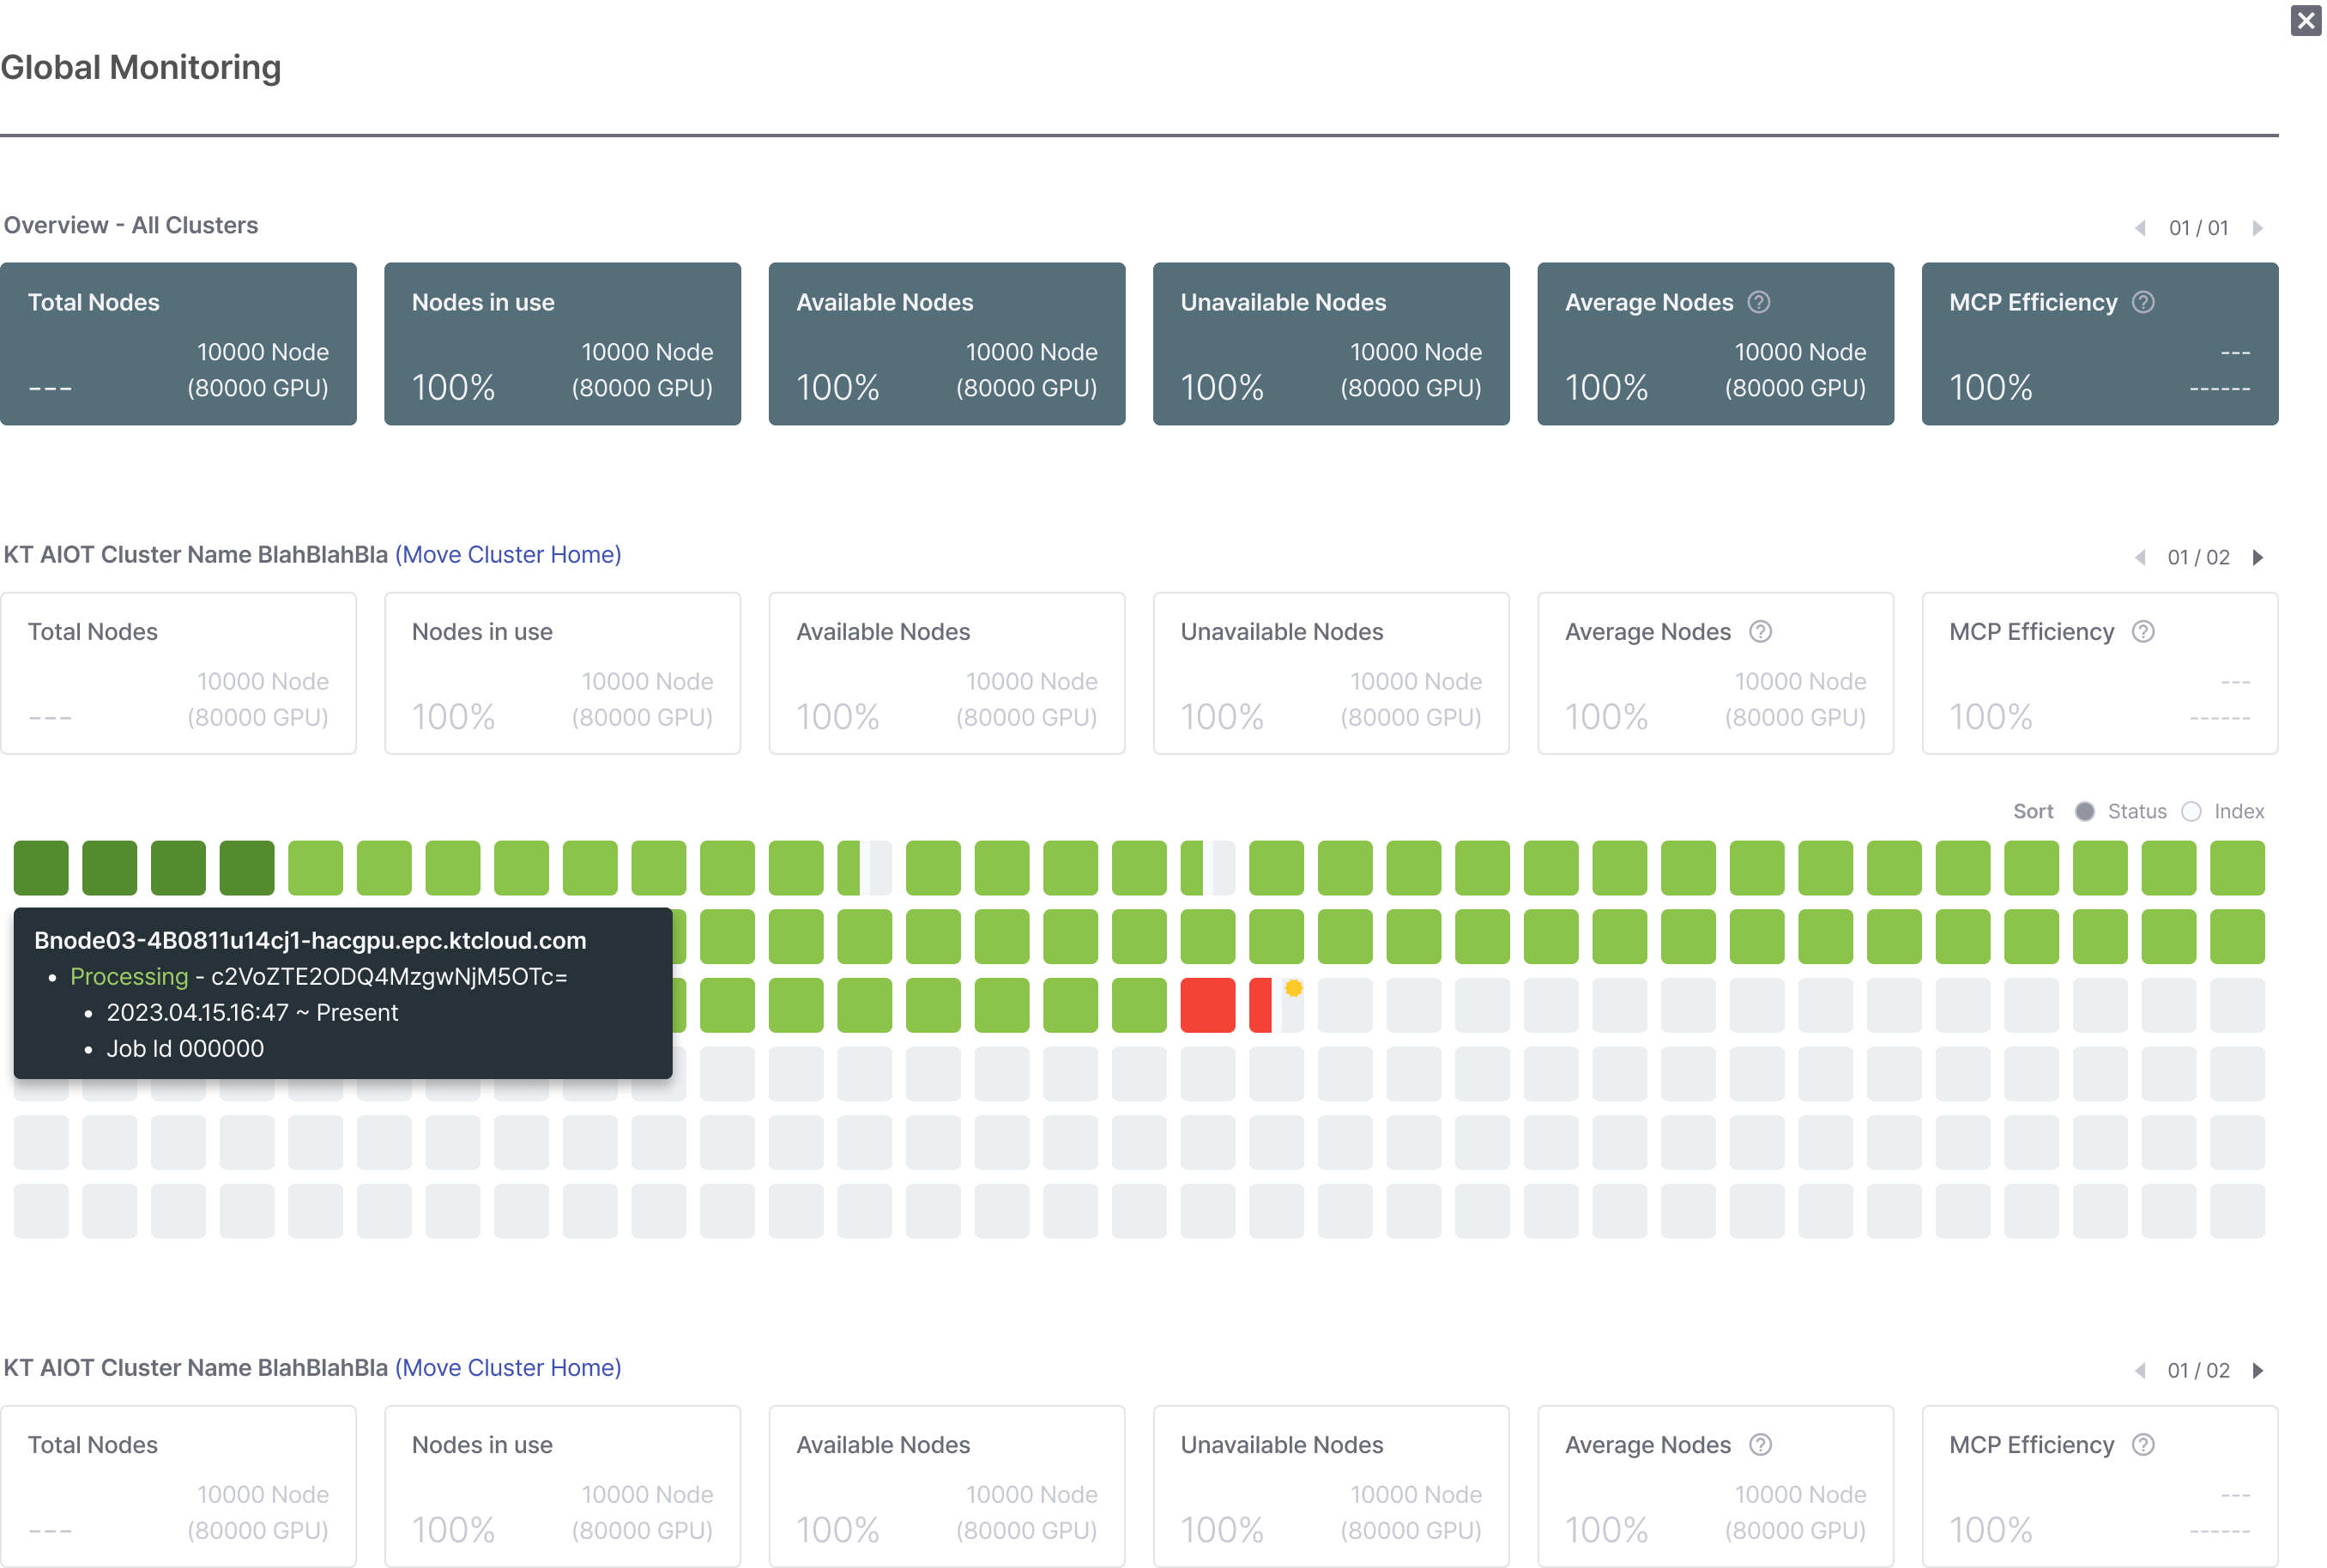 Global Monitoring
Overview - All Clusters
01 / 01
Total Nodes
10000 Node
---
(80000 GPU)
Nodes in use
10000 Node
100%
(80000 GPU)
Available Nodes
10000 Node
100%
(80000 GPU)
Unavailable Nodes
10000 Node
100%
(80000 GPU)
Average Nodes
10000 Node
100%
(80000 GPU)
MCP Efficiency
---
100%
------
KT AIOT Cluster Name BlahBlahBla (Move Cluster Home)
01 / 02
Total Nodes
10000 Node
---
(80000 GPU)
Nodes in use
10000 Node
100%
(80000 GPU)
Available Nodes
10000 Node
100%
(80000 GPU)
Unavailable Nodes
10000 Node
100%
(80000 GPU)
Average Nodes
10000 Node
100%
(80000 GPU)
MCP Efficiency
---
100%
------
Sort Status Index
Bnode03-4B0811u14cj1-hacgpu.epc.ktcloud.com
• Processing - c2VoZTE2ODQ4MzgwNjM5OTc=
• 2023.04.15.16:47 ~ Present
• Job Id 000000
KT AIOT Cluster Name BlahBlahBla (Move Cluster Home)
01 / 02
Total Nodes
10000 Node
---
(80000 GPU)
Nodes in use
10000 Node
100%
(80000 GPU)
Available Nodes
10000 Node
100%
(80000 GPU)
Unavailable Nodes
10000 Node
100%
(80000 GPU)
Average Nodes
10000 Node
100%
(80000 GPU)
MCP Efficiency
---
100%
------